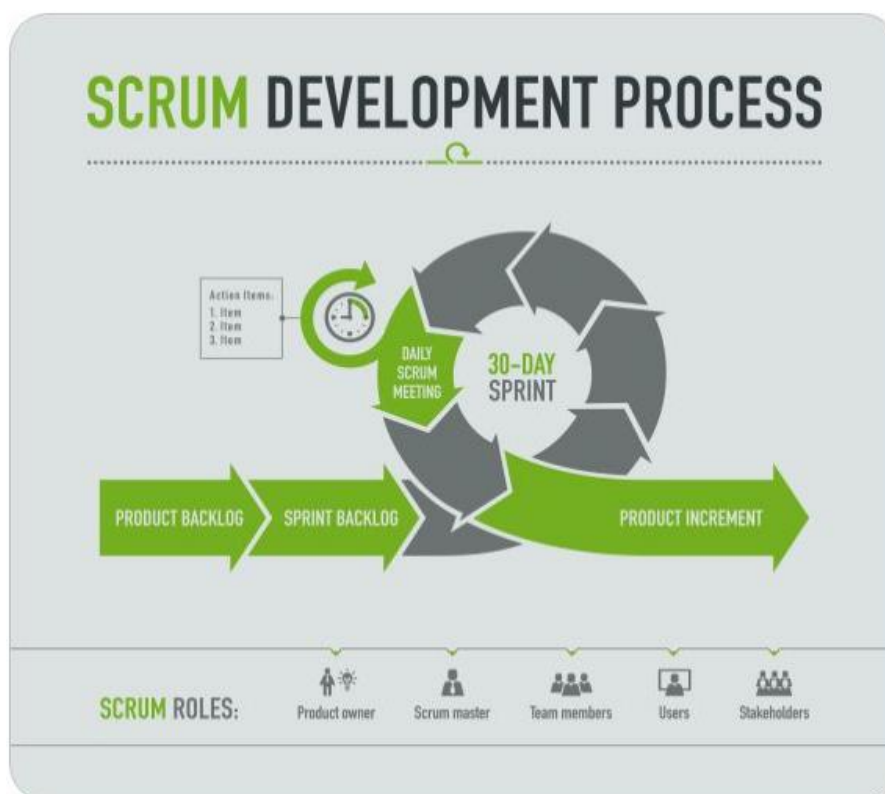 SCRUM DEVELOPMENT PROCESS
Action Items:
1. Item
2. Item
3. Item
DAILY
SCRUM
MEETING
30-DAY
SPRINT
PRODUCT BACKLOG
SPRINT BACKLOG
PRODUCT INCREMENT
SCRUM ROLES:
Product owner
Scrum master
Team members
Users
Stakeholders